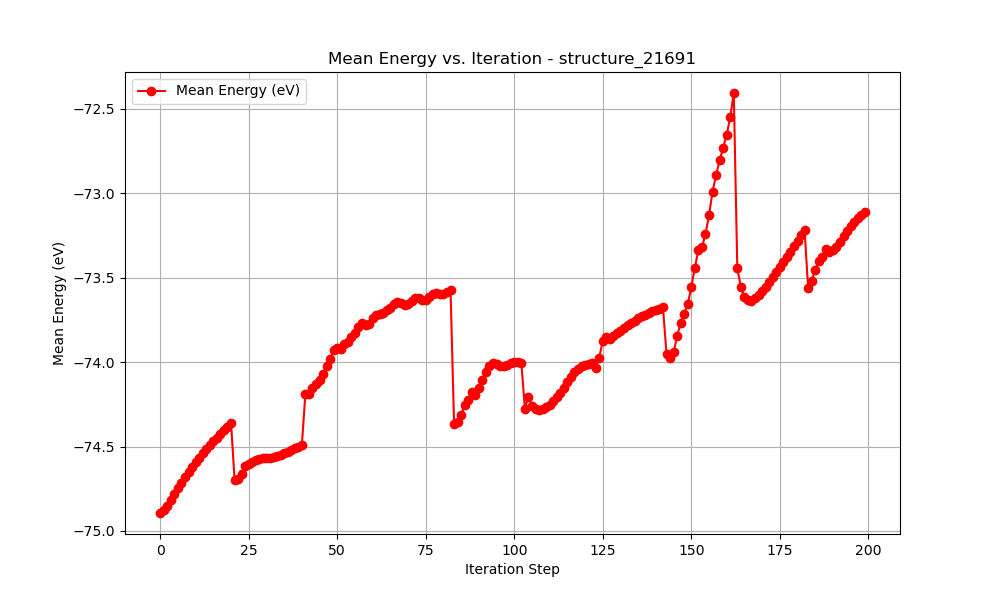 Mean Energy vs. Iteration - structure_21691
Mean Energy (eV)
−72.5
−73.0
−73.5
−74.0
−74.5
−75.0
Mean Energy (eV)
0 25 50 75 100 125 150 175 200
Iteration Step